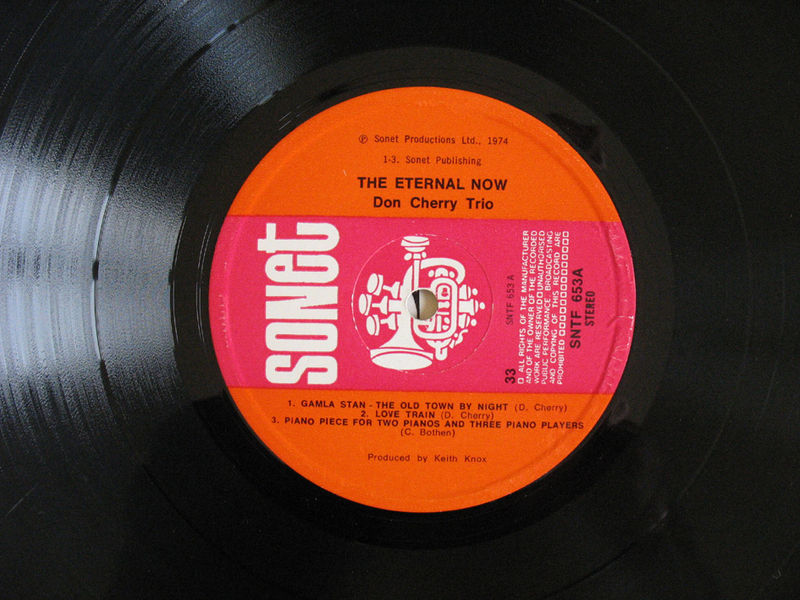 ℗ Sonet Productions Ltd., 1974
1-3. Sonet Publishing
THE ETERNAL NOW
Don Cherry Trio
SONET
SNTF 653 A
33
□ ALL RIGHTS OF THE MANUFACTURER
AND OF THE OWNER OF THE RECORDED
WORK ARE RESERVED□UNAUTHORISED
PUBLIC PERFORMANCE BROADCASTING
AND COPYING OF THIS RECORD ARE
PROHIBITED □□□□□□□□□□□
SNTF 653A
STEREO
1. GAMLA STAN - THE OLD TOWN BY NIGHT (D. Cherry)
2. LOVE TRAIN (D. Cherry)
3. PIANO PIECE FOR TWO PIANOS AND THREE PIANO PLAYERS
(C. Bothen)
Produced by Keith Knox